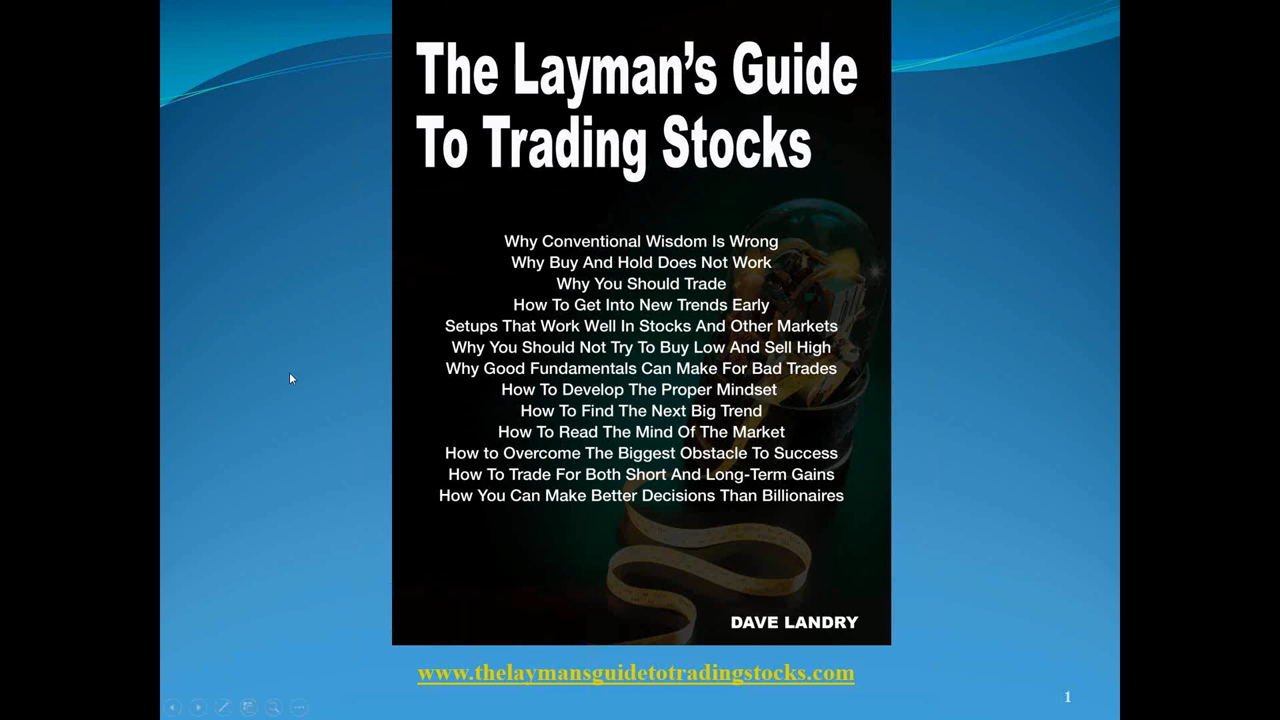 The Layman's Guide
To Trading Stocks
Why Conventional Wisdom Is Wrong
Why Buy And Hold Does Not Work
Why You Should Trade
How To Get Into New Trends Early
Setups That Work Well In Stocks And Other Markets
Why You Should Not Try To Buy Low And Sell High
Why Good Fundamentals Can Make For Bad Trades
How To Develop The Proper Mindset
How To Find The Next Big Trend
How To Read The Mind Of The Market
How to Overcome The Biggest Obstacle To Success
How To Trade For Both Short And Long-Term Gains
How You Can Make Better Decisions Than Billionaires
DAVE LANDRY
www.thelaymansguidetotradingstocks.com
1